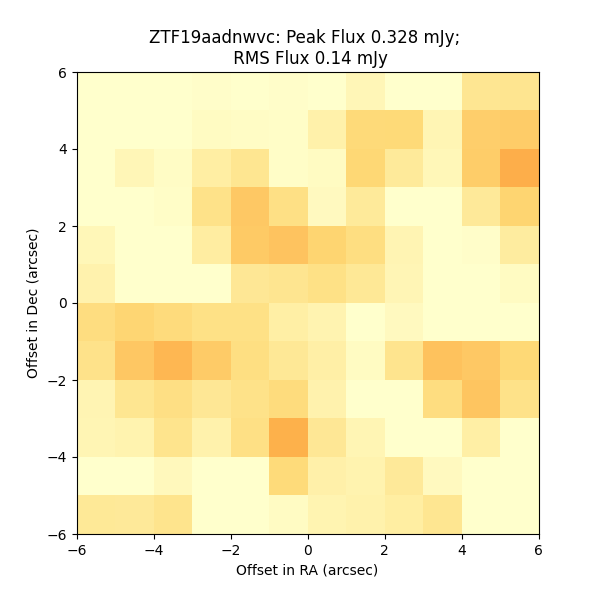 ZTF19aadnwvc: Peak Flux 0.328 mJy;
RMS Flux 0.14 mJy
6
4
2
0
−2
−4
−6
Offset in Dec (arcsec)
−6 −4 −2 0 2 4 6
Offset in RA (arcsec)